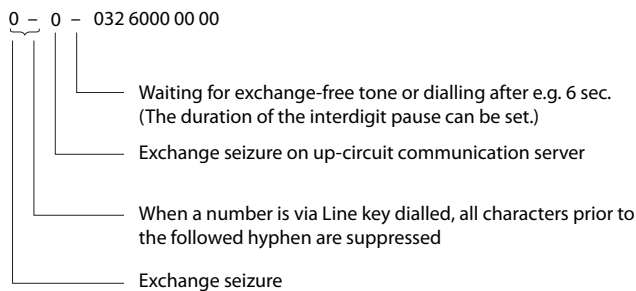 0 – 0 – 032 6000 00 00
Waiting for exchange-free tone or dialling after e.g. 6 sec.
(The duration of the interdigit pause can be set.)
Exchange seizure on up-circuit communication server
When a number is via Line key dialled, all characters prior to
the followed hyphen are suppressed
Exchange seizure